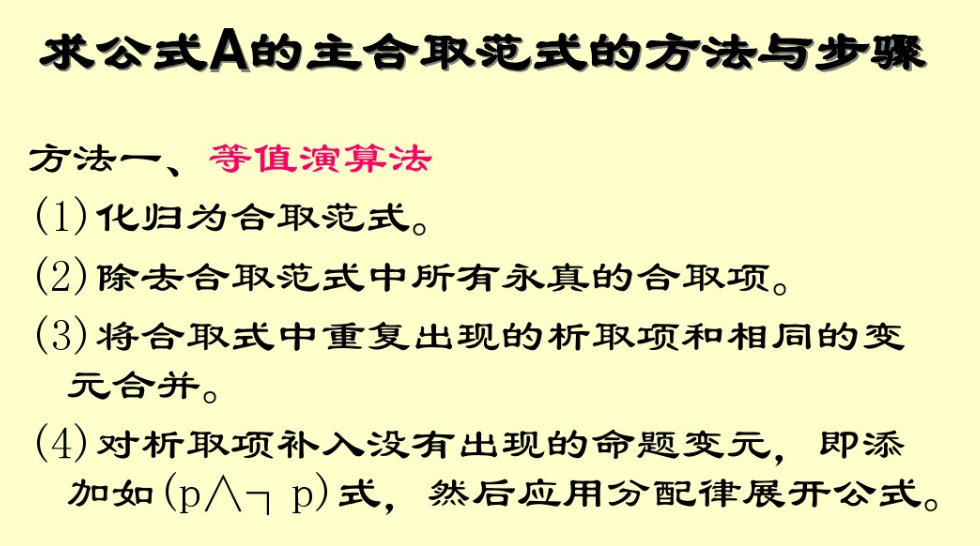 求公式A的主合取范式的方法与步骤
方法一、等值演算法
(1)化归为合取范式。
(2)除去合取范式中所有永真的合取项。
(3)将合取式中重复出现的析取项和相同的变
元合并。
(4)对析取项补入没有出现的命题变元，即添
加如(p∧┐p)式，然后应用分配律展开公式。